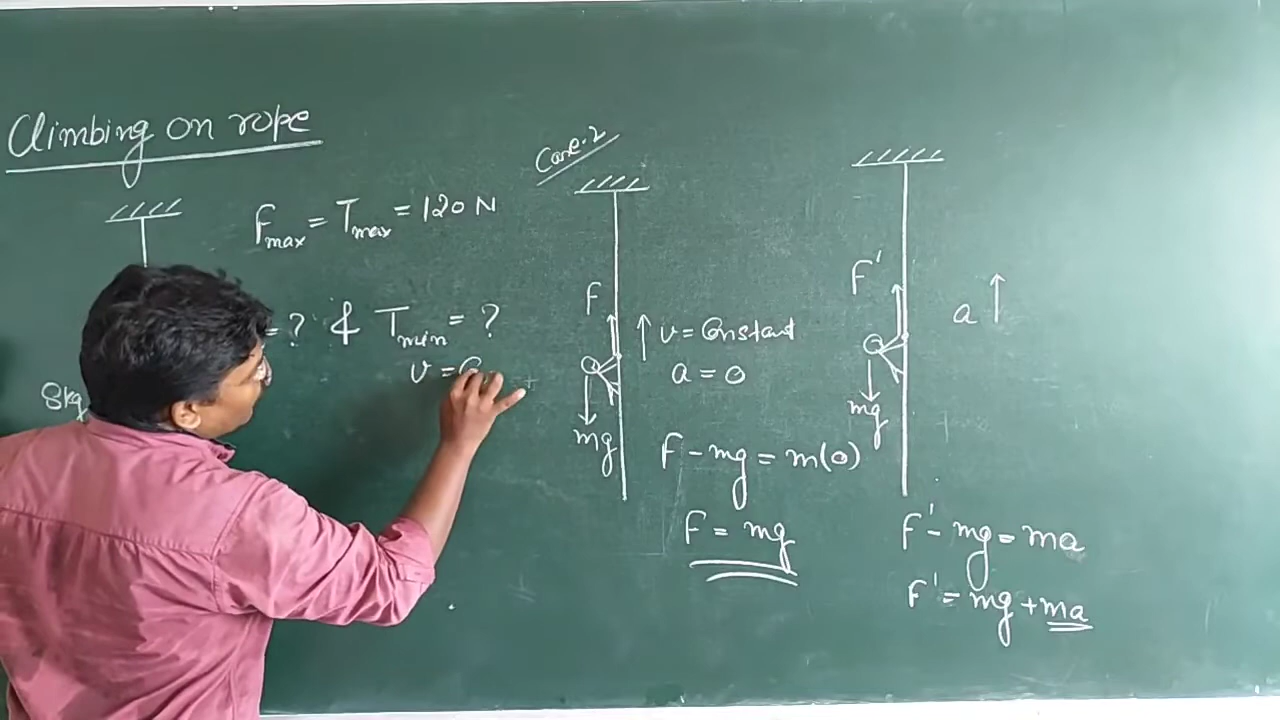 Climbing on rope
Fmax = Tmax = 120 N
= ? & Tmin = ?
v =
8kg
Case-2
F
v = Constant
a = 0
mg
F - mg = m(0)
F = mg
F'
a
mg
F' - mg = ma
F' = mg + ma